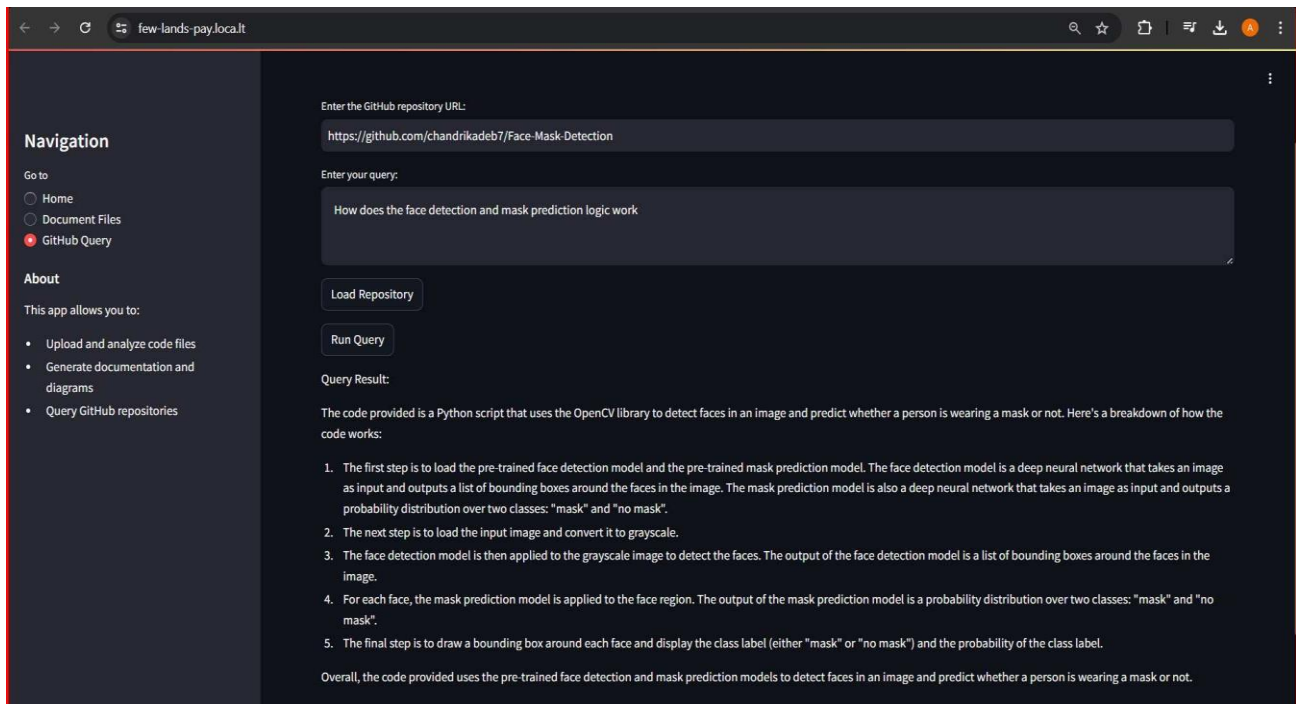 few-lands-pay.loca.lt
A
Navigation
Go to
Home
Document Files
GitHub Query
About
This app allows you to:
• Upload and analyze code files
• Generate documentation and
diagrams
• Query GitHub repositories
Enter the GitHub repository URL:
https://github.com/chandrikadeb7/Face-Mask-Detection
Enter your query:
How does the face detection and mask prediction logic work
Load Repository
Run Query
Query Result:
The code provided is a Python script that uses the OpenCV library to detect faces in an image and predict whether a person is wearing a mask or not. Here's a breakdown of how the
code works:
1. The first step is to load the pre-trained face detection model and the pre-trained mask prediction model. The face detection model is a deep neural network that takes an image
as input and outputs a list of bounding boxes around the faces in the image. The mask prediction model is also a deep neural network that takes an image as input and outputs a
probability distribution over two classes: "mask" and "no mask".
2. The next step is to load the input image and convert it to grayscale.
3. The face detection model is then applied to the grayscale image to detect the faces. The output of the face detection model is a list of bounding boxes around the faces in the
image.
4. For each face, the mask prediction model is applied to the face region. The output of the mask prediction model is a probability distribution over two classes: "mask" and "no
mask".
5. The final step is to draw a bounding box around each face and display the class label (either "mask" or "no mask") and the probability of the class label.
Overall, the code provided uses the pre-trained face detection and mask prediction models to detect faces in an image and predict whether a person is wearing a mask or not.